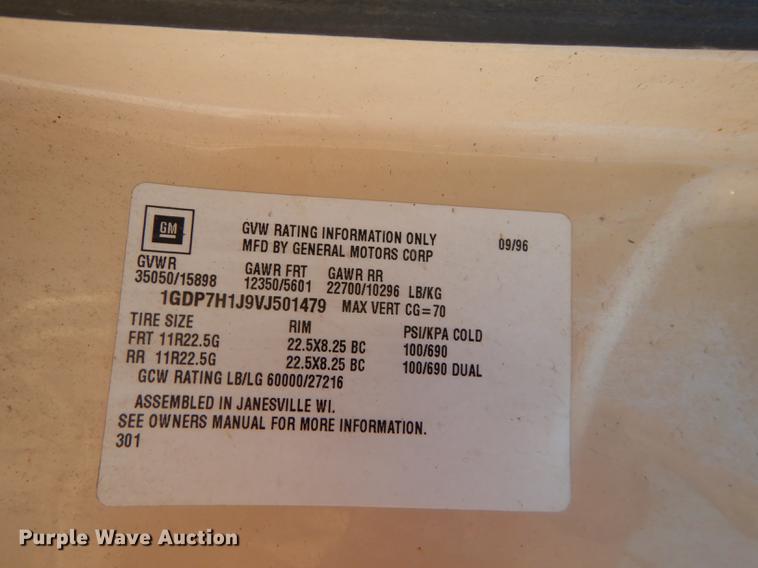 GM
GVW RATING INFORMATION ONLY 09/96
MFD BY GENERAL MOTORS CORP
GVWR GAWR FRT GAWR RR
35050/15898 12350/5601 22700/10296 LB/KG
1GDP7H1J9VJ501479 MAX VERT CG=70
TIRE SIZE RIM PSI/KPA COLD
FRT 11R22.5G 22.5X8.25 BC 100/690
RR 11R22.5G 22.5X8.25 BC 100/690 DUAL
GCW RATING LB/LG 60000/27216
ASSEMBLED IN JANESVILLE WI.
SEE OWNERS MANUAL FOR MORE INFORMATION.
301
Purple Wave Auction